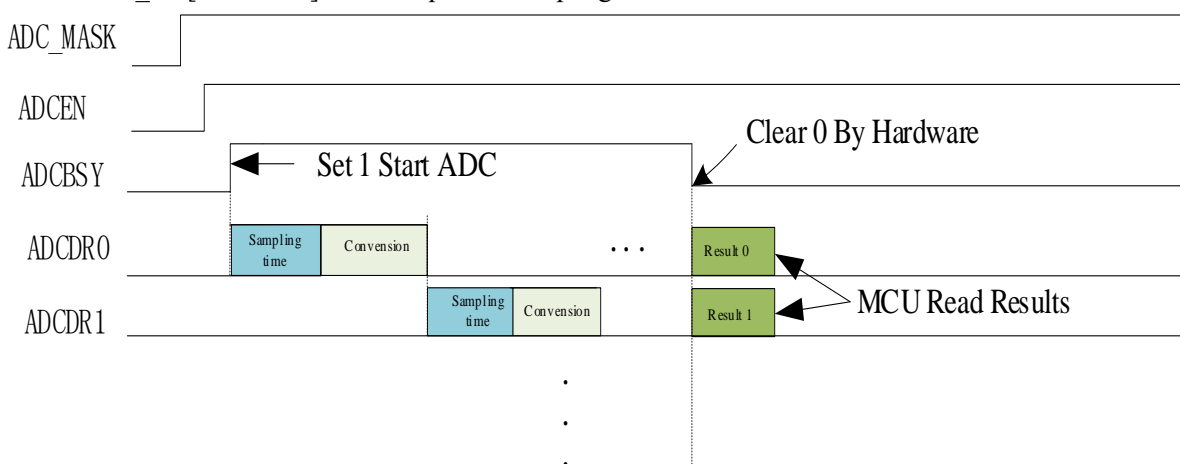 ADC_MASK
ADCEN
Clear 0 By Hardware
ADCBSY
Set 1 Start ADC
ADCDR0
Sampling
time
Convension
...
Result 0
MCU Read Results
ADCDR1
Sampling
time
Convension
Result 1